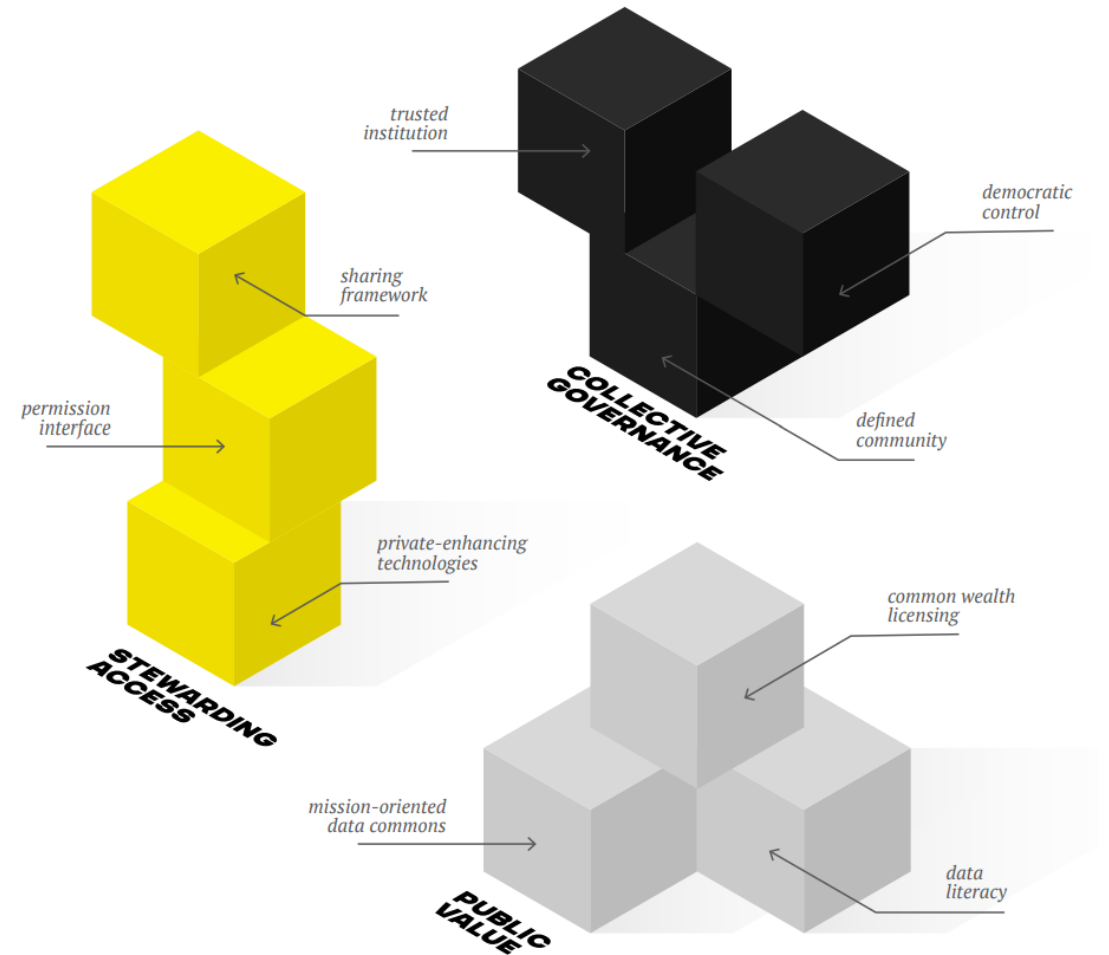 trusted
institution
democratic
control
sharing
framework
defined
community
COLLECTIVE
GOVERNANCE
permission
interface
private-enhancing
technologies
STEWARDING
ACCESS
common wealth
licensing
mission-oriented
data commons
data
literacy
PUBLIC
VALUE